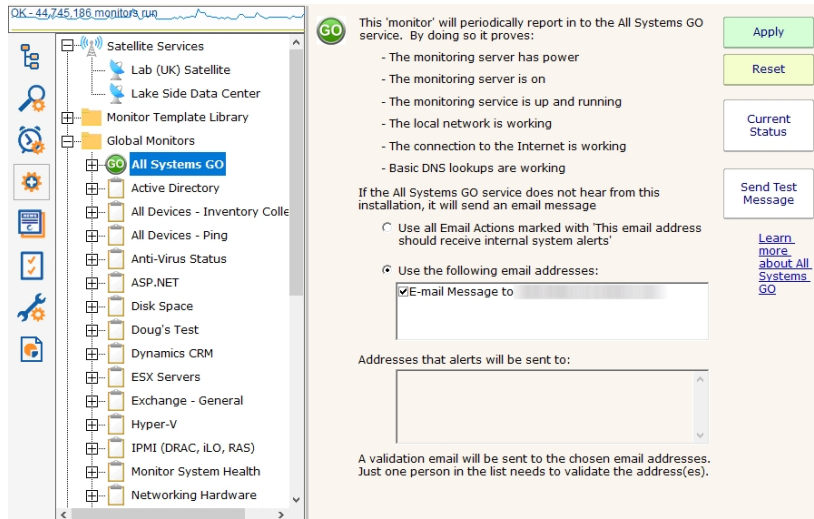 OK - 44,745,186 monitors run
Satellite Services
Lab (UK) Satellite
Lake Side Data Center
Monitor Template Library
Global Monitors
GO All Systems GO
Active Directory
All Devices - Inventory Colle
All Devices - Ping
Anti-Virus Status
ASP.NET
Disk Space
Doug's Test
Dynamics CRM
ESX Servers
Exchange - General
Hyper-V
IPMI (DRAC, iLO, RAS)
Monitor System Health
Networking Hardware
GO
This 'monitor' will periodically report in to the All Systems GO
service. By doing so it proves:
- The monitoring server has power
- The monitoring server is on
- The monitoring service is up and running
- The local network is working
- The connection to the Internet is working
- Basic DNS lookups are working
If the All Systems GO service does not hear from this
installation, it will send an email message
Use all Email Actions marked with 'This email address
should receive internal system alerts'
Use the following email addresses:
E-mail Message to
Addresses that alerts will be sent to:
A validation email will be sent to the chosen email addresses.
Just one person in the list needs to validate the address(es).
Apply
Reset
Current
Status
Send Test
Message
Learn
more
about All
Systems
GO